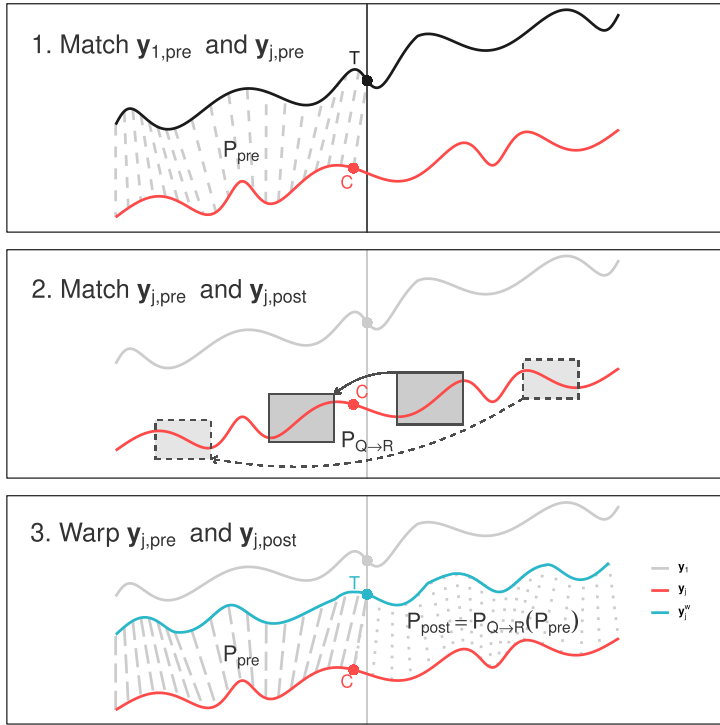 1. Match y1,pre and yj,pre
T
Ppre
C
2. Match yj,pre and yj,post
C
PQ→R
3. Warp yj,pre and yj,post
T
y1
yj
yjw
Ppost = PQ→R(Ppre)
Ppre
C